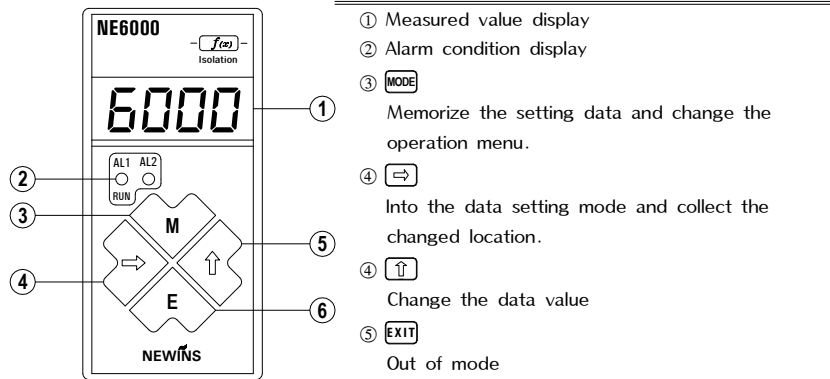 NE6000
f(x)
Isolation
6000
AL1 AL2
RUN
M
E
NEWINS
①
②
③
④
⑤
⑥
① Measured value display
② Alarm condition display
③ MODE
Memorize the setting data and change the
operation menu.
④ ⇨
Into the data setting mode and collect the
changed location.
④ ⇧
Change the data value
⑤ EXIT
Out of mode